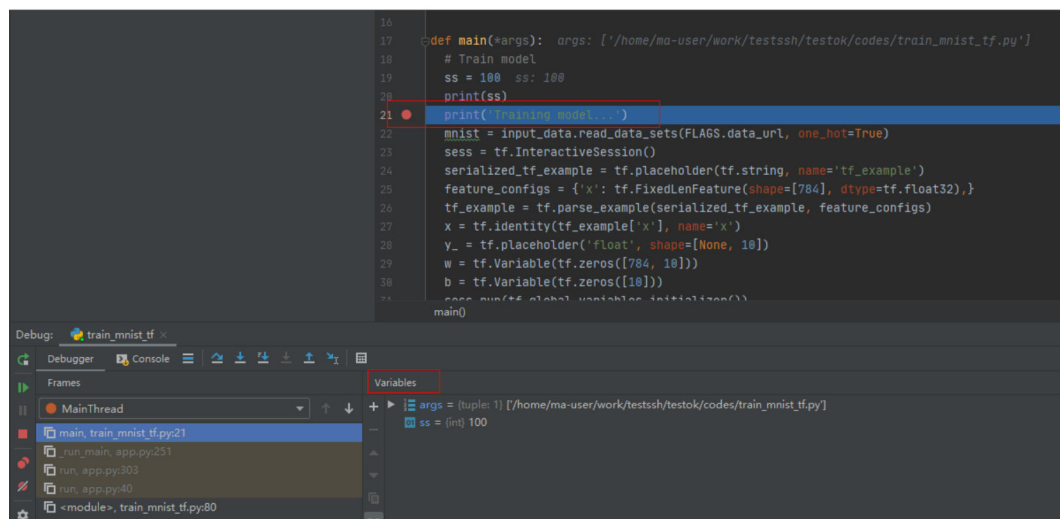 16
17 def main(*args): args: ['/home/ma-user/work/testssh/testok/codes/train_mnist_tf.py']
18 # Train model
19 ss = 100 ss: 100
20 print(ss)
21 print('Training model...')
22 mnist = input_data.read_data_sets(FLAGS.data_url, one_hot=True)
23 sess = tf.InteractiveSession()
24 serialized_tf_example = tf.placeholder(tf.string, name='tf_example')
25 feature_configs = {'x': tf.FixedLenFeature(shape=[784], dtype=tf.float32),}
26 tf_example = tf.parse_example(serialized_tf_example, feature_configs)
27 x = tf.identity(tf_example['x'], name='x')
28 y_ = tf.placeholder('float', shape=[None, 10])
29 w = tf.Variable(tf.zeros([784, 10]))
30 b = tf.Variable(tf.zeros([10]))
31 sess.run(tf.global_variables_initializer())
main()
Debug: train_mnist_tf
Debugger Console
Frames Variables
MainThread
args = {tuple: 1} ['/home/ma-user/work/testssh/testok/codes/train_mnist_tf.py']
ss = {int} 100
main, train_mnist_tf.py:21
_run_main, app.py:251
run, app.py:303
run, app.py:40
<module>, train_mnist_tf.py:80